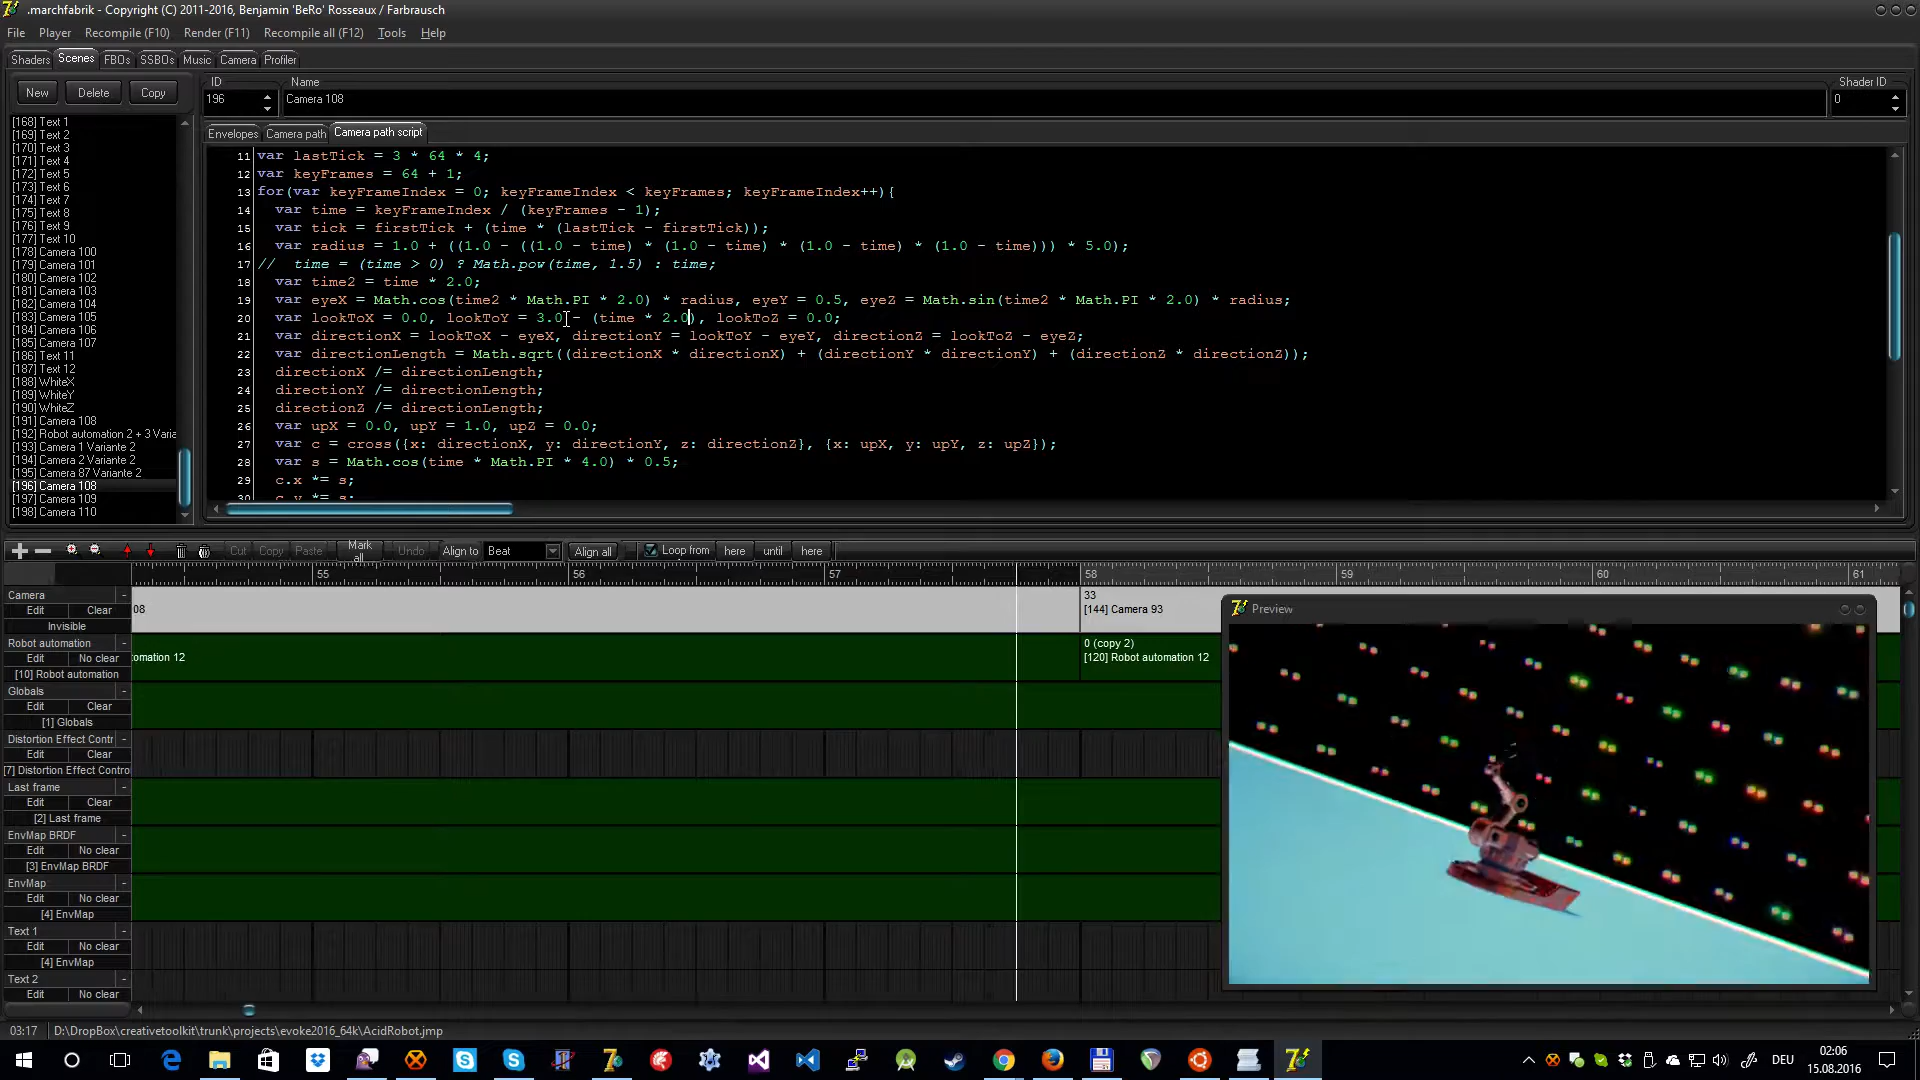 .marchfabrik - Copyright (C) 2011-2016, Benjamin 'BeRo' Rosseaux / Farbrausch
File Player Recompile (F10) Render (F11) Recompile all (F12) Tools Help
Shaders Scenes FBOs SSBOs Music Camera Profiler
New Delete Copy
ID Name Shader ID
196 Camera 108 0
Envelopes Camera path Camera path script
[168] Text 1
[169] Text 2
[170] Text 3
[171] Text 4
[172] Text 5
[173] Text 6
[174] Text 7
[175] Text 8
[176] Text 9
[177] Text 10
[178] Camera 100
[179] Camera 101
[180] Camera 102
[181] Camera 103
[182] Camera 104
[183] Camera 105
[184] Camera 106
[185] Camera 107
[186] Text 11
[187] Text 12
[188] WhiteX
[189] WhiteY
[190] WhiteZ
[191] Camera 108
[192] Robot automation 2 + 3 Varia
[193] Camera 1 Variante 2
[194] Camera 2 Variante 2
[195] Camera 87 Variante 2
[196] Camera 108
[197] Camera 109
[198] Camera 110
11 var lastTick = 3 * 64 * 4;
12 var keyFrames = 64 + 1;
13 for(var keyFrameIndex = 0; keyFrameIndex < keyFrames; keyFrameIndex++){
14 var time = keyFrameIndex / (keyFrames - 1);
15 var tick = firstTick + (time * (lastTick - firstTick));
16 var radius = 1.0 + ((1.0 - ((1.0 - time) * (1.0 - time) * (1.0 - time) * (1.0 - time))) * 5.0);
17 // time = (time > 0) ? Math.pow(time, 1.5) : time;
18 var time2 = time * 2.0;
19 var eyeX = Math.cos(time2 * Math.PI * 2.0) * radius, eyeY = 0.5, eyeZ = Math.sin(time2 * Math.PI * 2.0) * radius;
20 var lookToX = 0.0, lookToY = 3.0 - (time * 2.0), lookToZ = 0.0;
21 var directionX = lookToX - eyeX, directionY = lookToY - eyeY, directionZ = lookToZ - eyeZ;
22 var directionLength = Math.sqrt((directionX * directionX) + (directionY * directionY) + (directionZ * directionZ));
23 directionX /= directionLength;
24 directionY /= directionLength;
25 directionZ /= directionLength;
26 var upX = 0.0, upY = 1.0, upZ = 0.0;
27 var c = cross({x: directionX, y: directionY, z: directionZ}, {x: upX, y: upY, z: upZ});
28 var s = Math.cos(time * Math.PI * 4.0) * 0.5;
29 c.x *= s;
30 c.y *= s;
Cut Copy Paste Mark all Undo Align to Beat Align all Loop from here until here
55 56 57 58 59 60 61
Camera -
Edit Clear
Invisible
08
33
[144] Camera 93
Robot automation -
Edit No clear
[10] Robot automation
omation 12
0 (copy 2)
[120] Robot automation 12
Globals -
Edit Clear
[1] Globals
Distortion Effect Contr -
Edit Clear
[7] Distortion Effect Contro
Last frame -
Edit Clear
[2] Last frame
EnvMap BRDF -
Edit No clear
[3] EnvMap BRDF
EnvMap -
Edit No clear
[4] EnvMap
Text 1 -
Edit No clear
[4] EnvMap
Text 2 -
Edit No clear
Preview
03:17 D:\DropBox\creativetoolkit\trunk\projects\evoke2016_64k\AcidRobot.jmp
DEU
02:06
15.08.2016